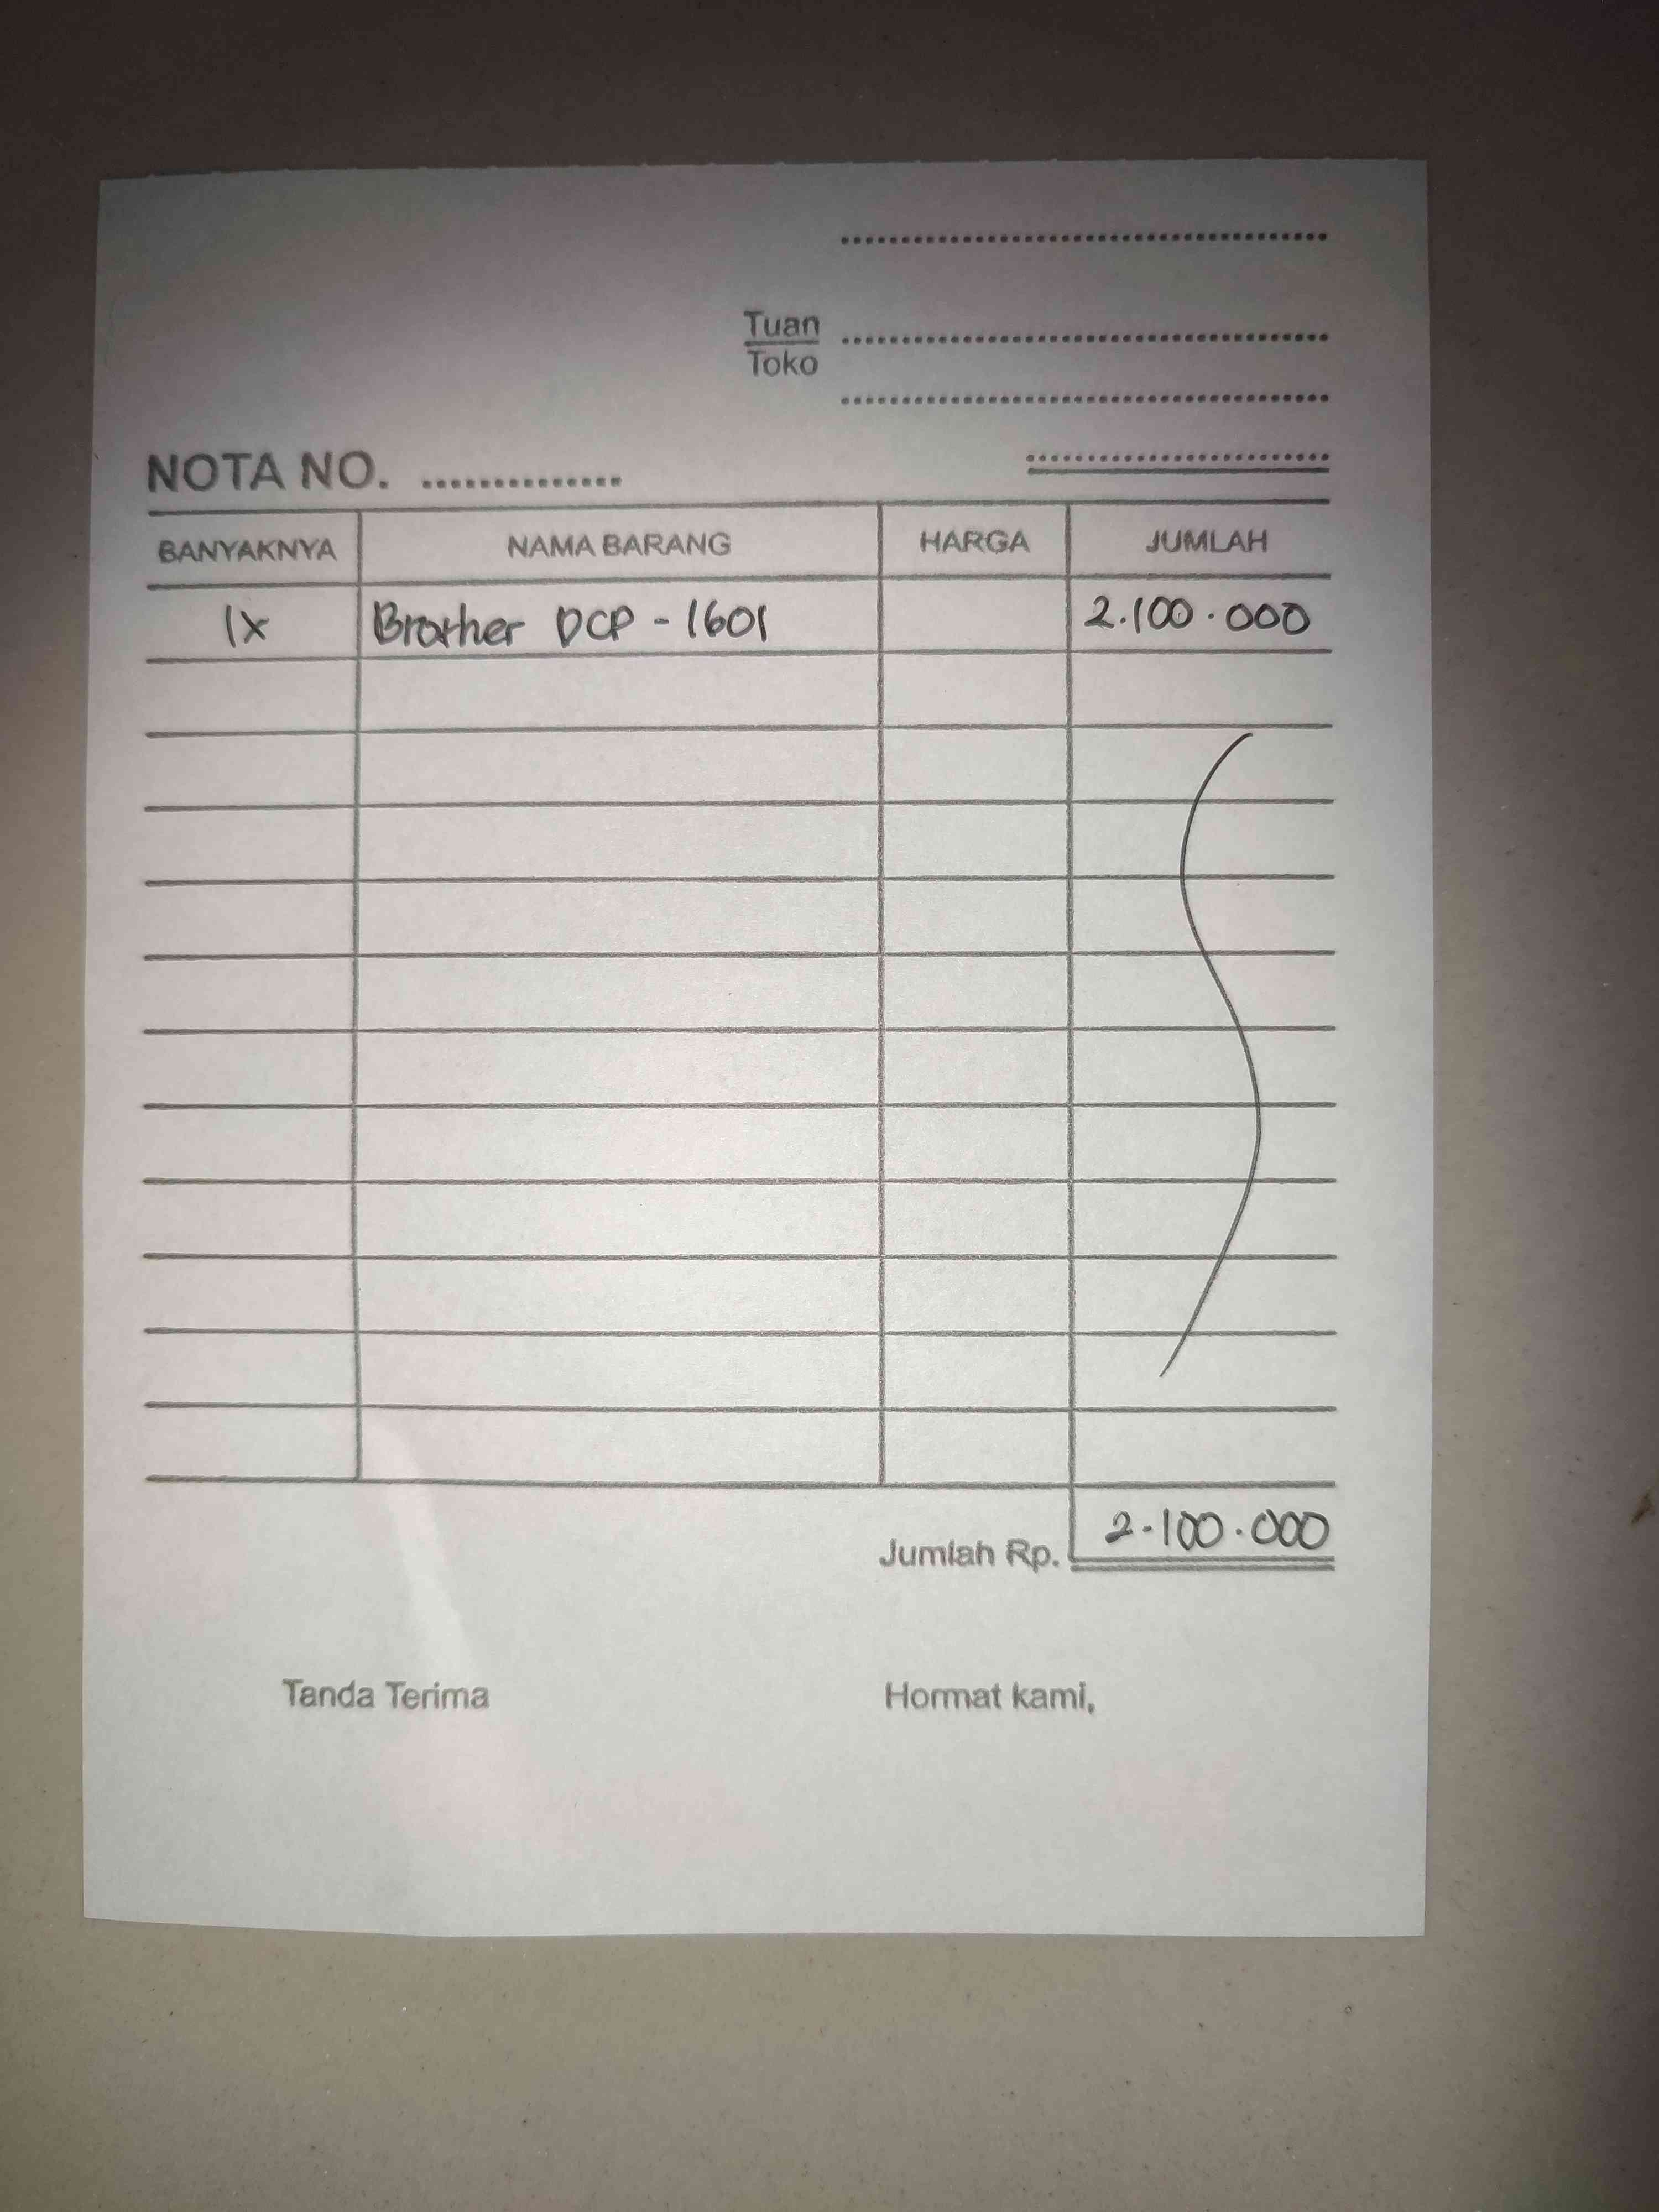 Tuan
Toko
NOTA NO. ..............
BANYAKNYA NAMA BARANG HARGA JUMLAH
1x Brother DCP - 1601 2.100.000
Jumlah Rp. 2.100.000
Tanda Terima Hormat kami,